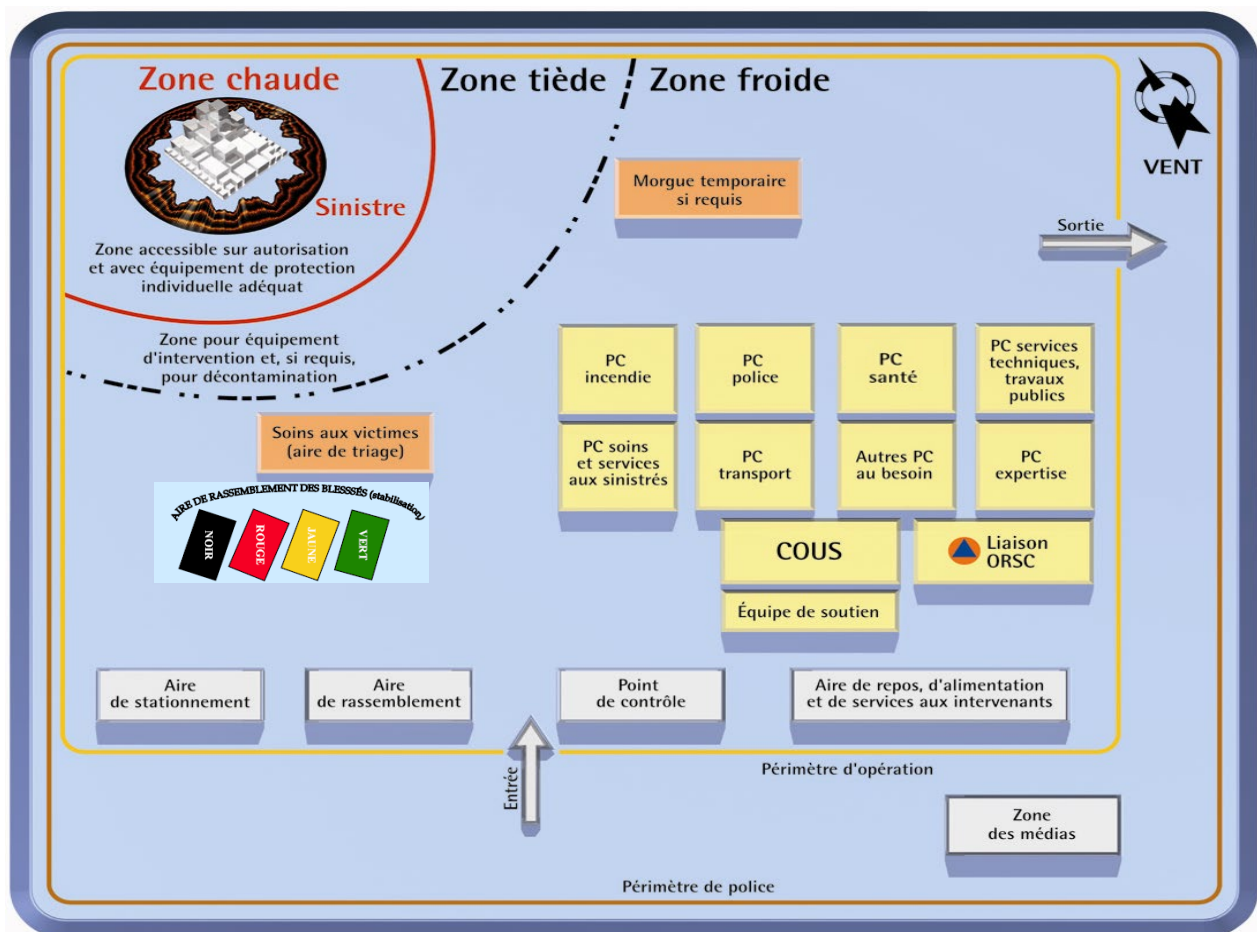 Zone chaude
Zone tiède
Zone froide
VENT
Sinistre
Zone accessible sur autorisation
et avec équipement de protection
individuelle adéquat
Morgue temporaire
si requis
Sortie
Zone pour équipement
d'intervention et, si requis,
pour décontamination
PC
incendie
PC
police
PC
santé
PC services
techniques,
travaux
publics
Soins aux victimes
(aire de triage)
PC soins
et services
aux sinistrés
PC
transport
Autres PC
au besoin
PC
expertise
AIRE DE RASSEMBLEMENT DES BLESSSÉS (stabilisation)
NOIR
ROUGE
JAUNE
VERT
COUS
Liaison
ORSC
Équipe de soutien
Aire
de stationnement
Aire
de rassemblement
Point
de contrôle
Aire de repos, d'alimentation
et de services aux intervenants
Entrée
Périmètre d'opération
Zone
des médias
Périmètre de police